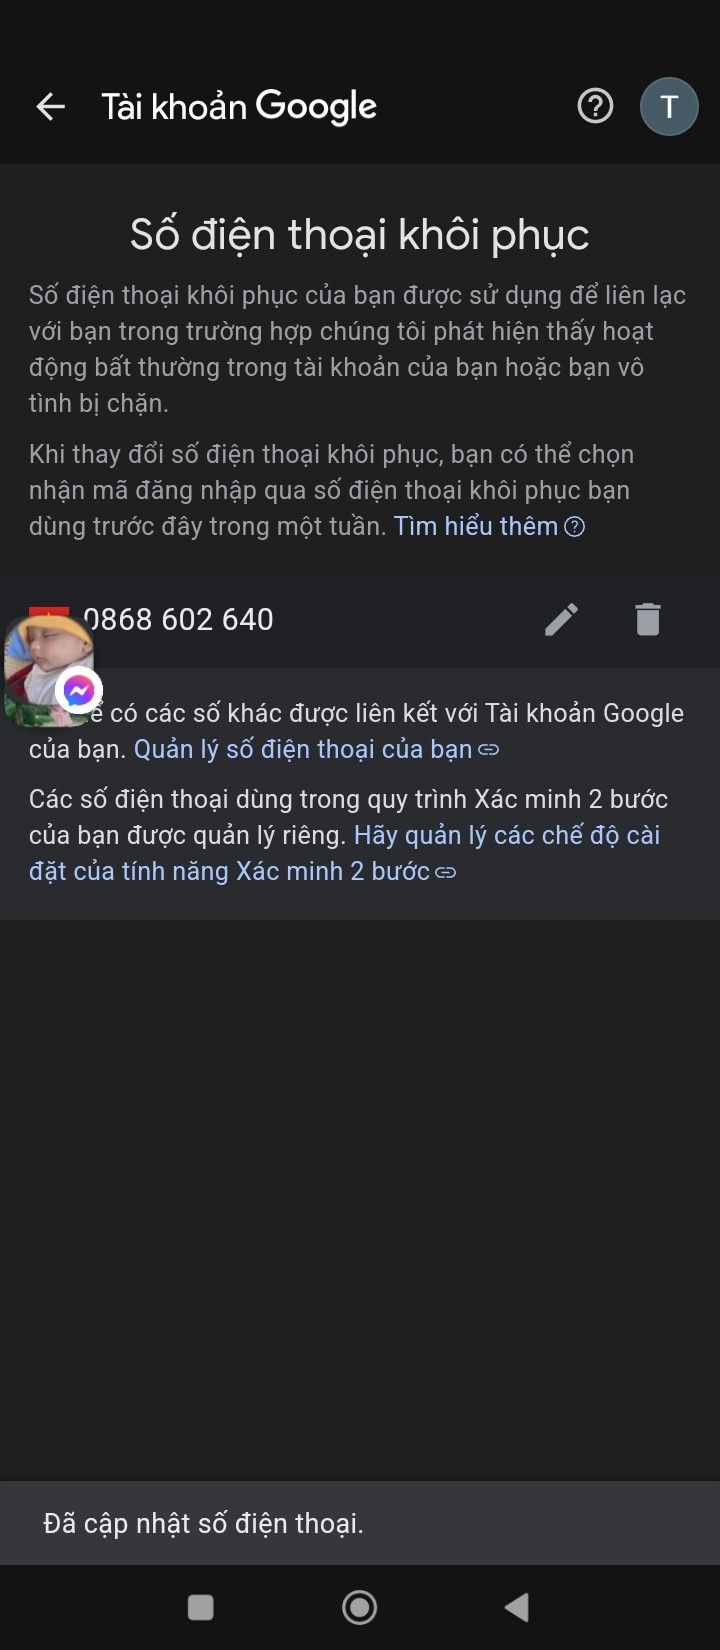 Tài khoản Google
T
Số điện thoại khôi phục
Số điện thoại khôi phục của bạn được sử dụng để liên lạc
với bạn trong trường hợp chúng tôi phát hiện thấy hoạt
động bất thường trong tài khoản của bạn hoặc bạn vô
tình bị chặn.
Khi thay đổi số điện thoại khôi phục, bạn có thể chọn
nhận mã đăng nhập qua số điện thoại khôi phục bạn
dùng trước đây trong một tuần. Tìm hiểu thêm
0868 602 640
có các số khác được liên kết với Tài khoản Google
của bạn. Quản lý số điện thoại của bạn
Các số điện thoại dùng trong quy trình Xác minh 2 bước
của bạn được quản lý riêng. Hãy quản lý các chế độ cài
đặt của tính năng Xác minh 2 bước
Đã cập nhật số điện thoại.